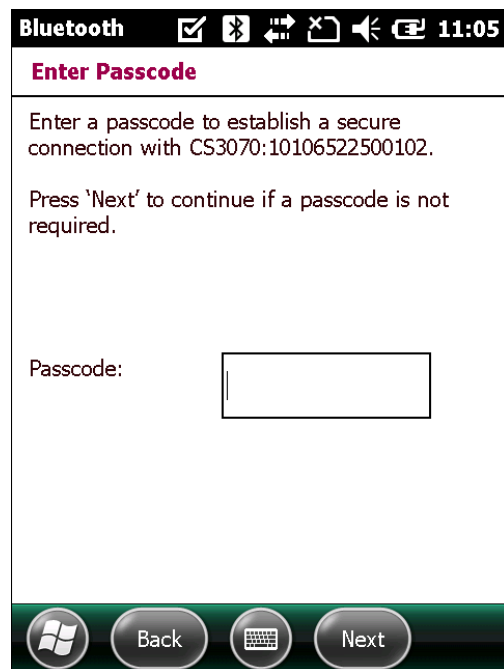 Bluetooth 11:05
Enter Passcode
Enter a passcode to establish a secure
connection with CS3070:10106522500102.
Press ‘Next’ to continue if a passcode is not
required.
Passcode:
Back Next